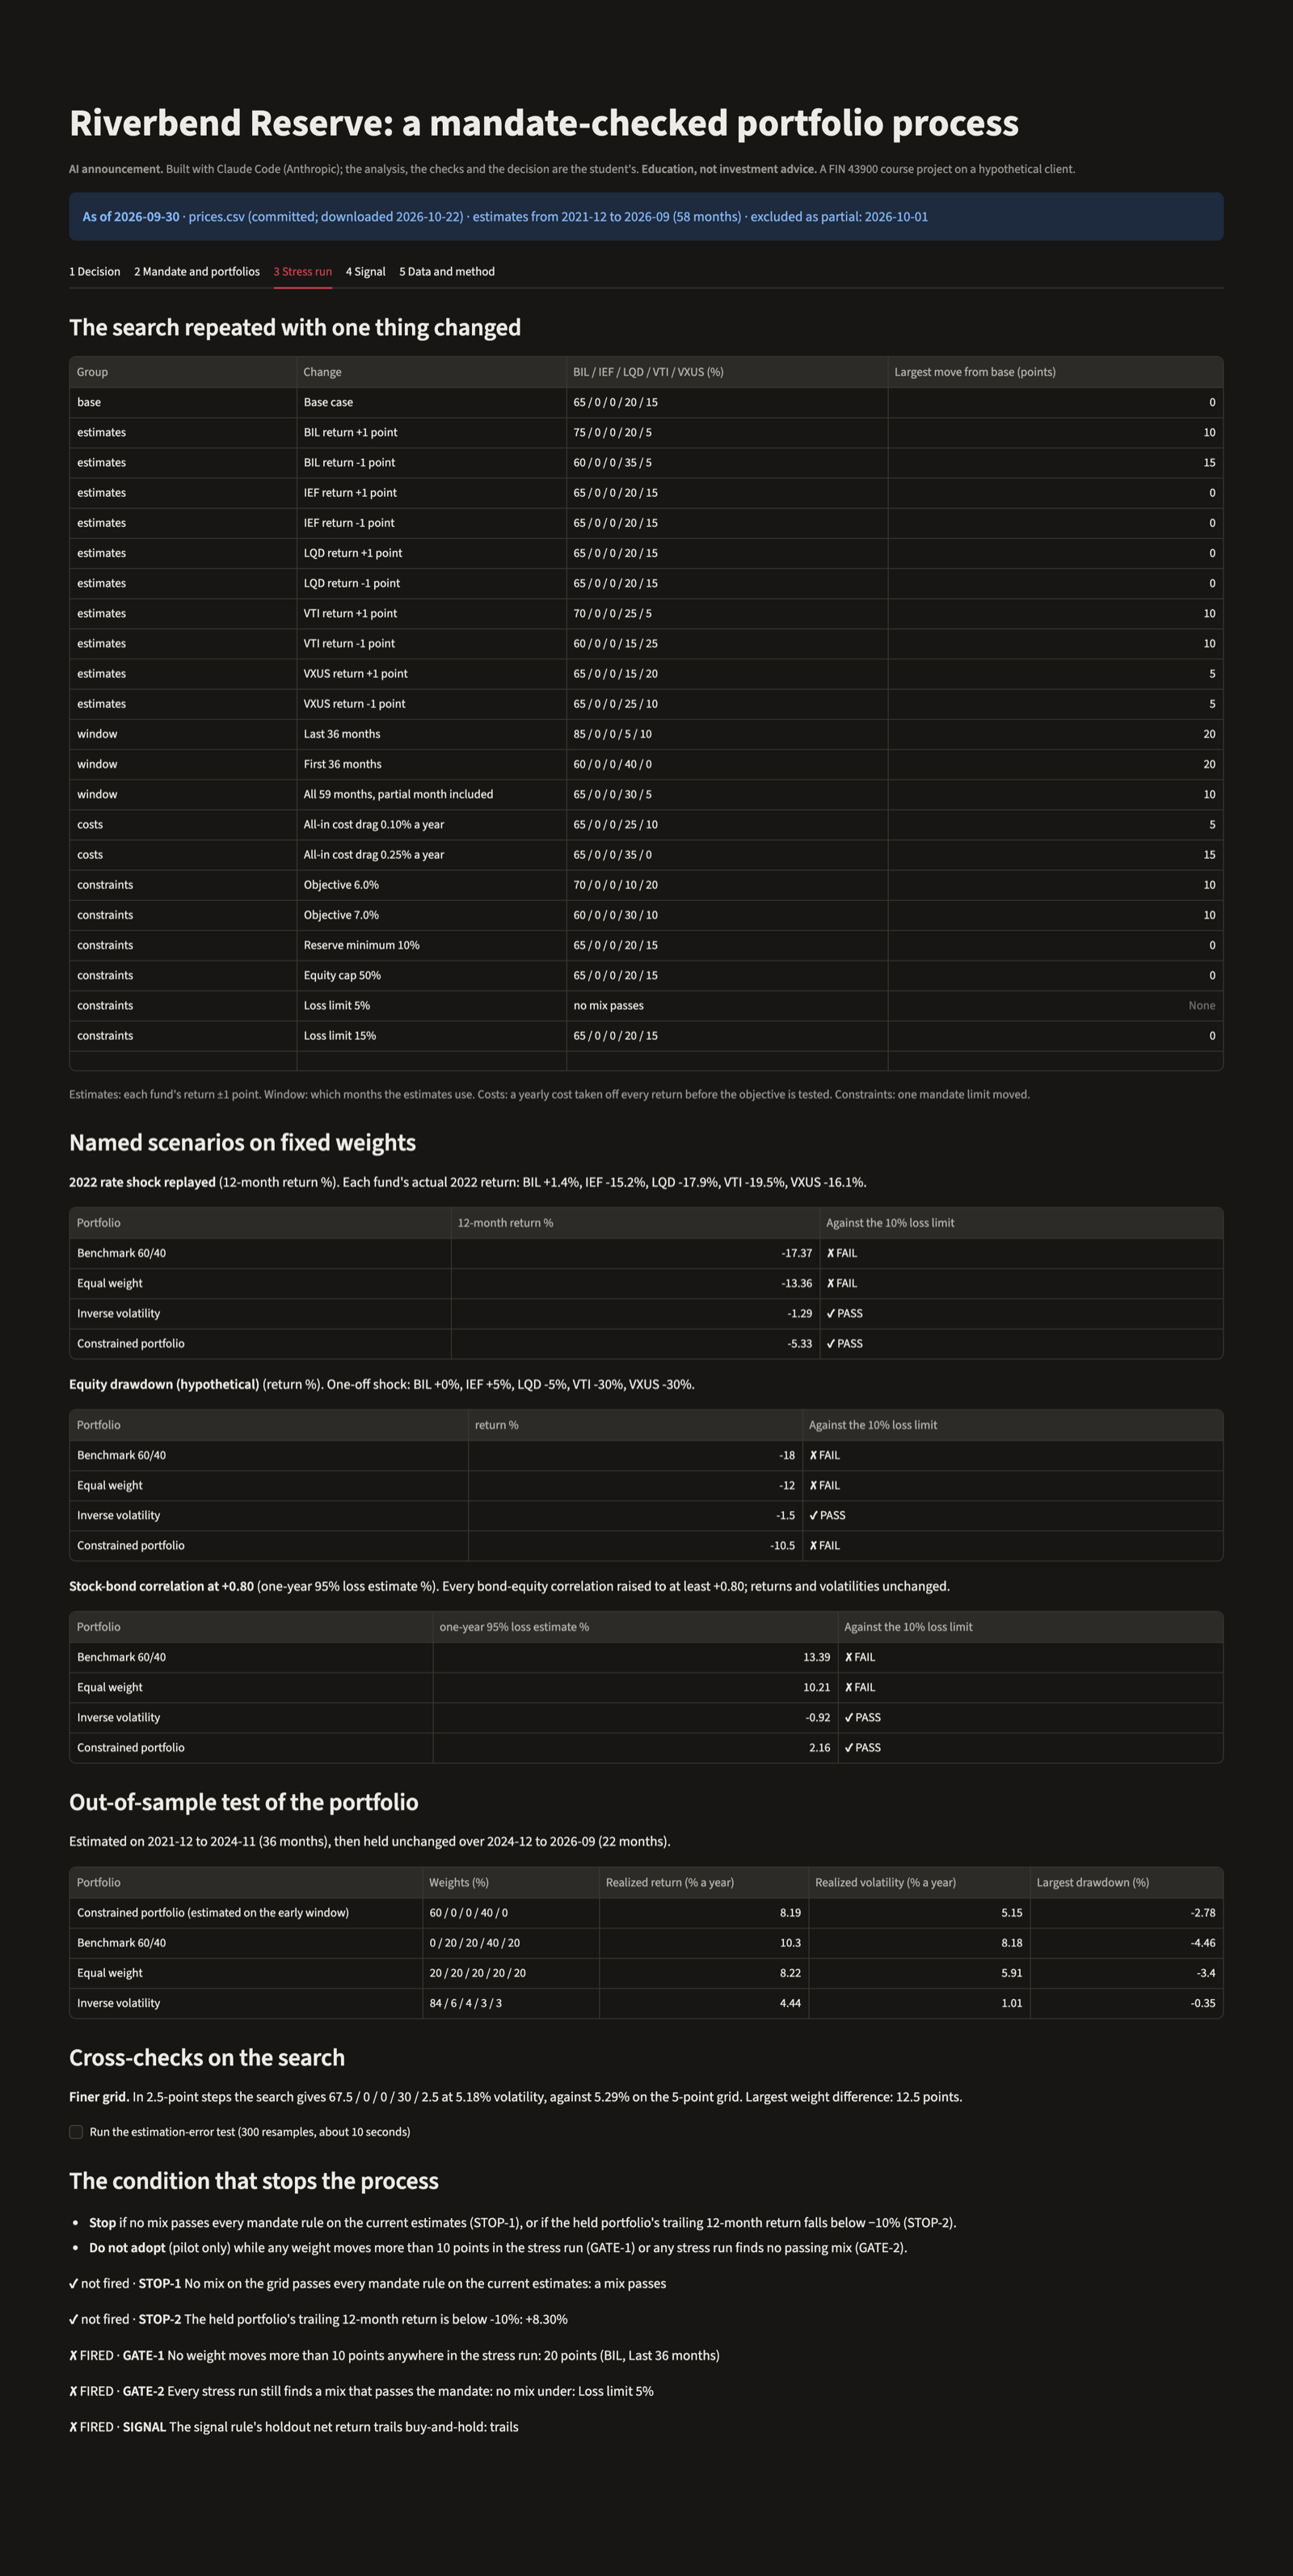 Riverbend Reserve: a mandate-checked portfolio process
AI announcement. Built with Claude Code (Anthropic); the analysis, the checks and the decision are the student's. Education, not investment advice. A FIN 43900 course project on a hypothetical client.
As of 2026-09-30 · prices.csv (committed; downloaded 2026-10-22) · estimates from 2021-12 to 2026-09 (58 months) · excluded as partial: 2026-10-01
1 Decision 2 Mandate and portfolios 3 Stress run 4 Signal 5 Data and method
The search repeated with one thing changed
Group Change BIL / IEF / LQD / VTI / VXUS (%) Largest move from base (points)
base Base case 65 / 0 / 0 / 20 / 15 0
estimates BIL return +1 point 75 / 0 / 0 / 20 / 5 10
estimates BIL return -1 point 60 / 0 / 0 / 35 / 5 15
estimates IEF return +1 point 65 / 0 / 0 / 20 / 15 0
estimates IEF return -1 point 65 / 0 / 0 / 20 / 15 0
estimates LQD return +1 point 65 / 0 / 0 / 20 / 15 0
estimates LQD return -1 point 65 / 0 / 0 / 20 / 15 0
estimates VTI return +1 point 70 / 0 / 0 / 25 / 5 10
estimates VTI return -1 point 60 / 0 / 0 / 15 / 25 10
estimates VXUS return +1 point 65 / 0 / 0 / 15 / 20 5
estimates VXUS return -1 point 65 / 0 / 0 / 25 / 10 5
window Last 36 months 85 / 0 / 0 / 5 / 10 20
window First 36 months 60 / 0 / 0 / 40 / 0 20
window All 59 months, partial month included 65 / 0 / 0 / 30 / 5 10
costs All-in cost drag 0.10% a year 65 / 0 / 0 / 25 / 10 5
costs All-in cost drag 0.25% a year 65 / 0 / 0 / 35 / 0 15
constraints Objective 6.0% 70 / 0 / 0 / 10 / 20 10
constraints Objective 7.0% 60 / 0 / 0 / 30 / 10 10
constraints Reserve minimum 10% 65 / 0 / 0 / 20 / 15 0
constraints Equity cap 50% 65 / 0 / 0 / 20 / 15 0
constraints Loss limit 5% no mix passes None
constraints Loss limit 15% 65 / 0 / 0 / 20 / 15 0
Estimates: each fund's return ±1 point. Window: which months the estimates use. Costs: a yearly cost taken off every return before the objective is tested. Constraints: one mandate limit moved.
Named scenarios on fixed weights
2022 rate shock replayed (12-month return %). Each fund's actual 2022 return: BIL +1.4%, IEF -15.2%, LQD -17.9%, VTI -19.5%, VXUS -16.1%.
Portfolio 12-month return % Against the 10% loss limit
Benchmark 60/40 -17.37 ✗ FAIL
Equal weight -13.36 ✗ FAIL
Inverse volatility -1.29 ✓ PASS
Constrained portfolio -5.33 ✓ PASS
Equity drawdown (hypothetical) (return %). One-off shock: BIL +0%, IEF +5%, LQD -5%, VTI -30%, VXUS -30%.
Portfolio return % Against the 10% loss limit
Benchmark 60/40 -18 ✗ FAIL
Equal weight -12 ✗ FAIL
Inverse volatility -1.5 ✓ PASS
Constrained portfolio -10.5 ✗ FAIL
Stock-bond correlation at +0.80 (one-year 95% loss estimate %). Every bond-equity correlation raised to at least +0.80; returns and volatilities unchanged.
Portfolio one-year 95% loss estimate % Against the 10% loss limit
Benchmark 60/40 13.39 ✗ FAIL
Equal weight 10.21 ✗ FAIL
Inverse volatility -0.92 ✓ PASS
Constrained portfolio 2.16 ✓ PASS
Out-of-sample test of the portfolio
Estimated on 2021-12 to 2024-11 (36 months), then held unchanged over 2024-12 to 2026-09 (22 months).
Portfolio Weights (%) Realized return (% a year) Realized volatility (% a year) Largest drawdown (%)
Constrained portfolio (estimated on the early window) 60 / 0 / 0 / 40 / 0 8.19 5.15 -2.78
Benchmark 60/40 0 / 20 / 20 / 40 / 20 10.3 8.18 -4.46
Equal weight 20 / 20 / 20 / 20 / 20 8.22 5.91 -3.4
Inverse volatility 84 / 6 / 4 / 3 / 3 4.44 1.01 -0.35
Cross-checks on the search
Finer grid. In 2.5-point steps the search gives 67.5 / 0 / 0 / 30 / 2.5 at 5.18% volatility, against 5.29% on the 5-point grid. Largest weight difference: 12.5 points.
Run the estimation-error test (300 resamples, about 10 seconds)
The condition that stops the process
• Stop if no mix passes every mandate rule on the current estimates (STOP-1), or if the held portfolio's trailing 12-month return falls below −10% (STOP-2).
• Do not adopt (pilot only) while any weight moves more than 10 points in the stress run (GATE-1) or any stress run finds no passing mix (GATE-2).
✓ not fired · STOP-1 No mix on the grid passes every mandate rule on the current estimates: a mix passes
✓ not fired · STOP-2 The held portfolio's trailing 12-month return is below -10%: +8.30%
✗ FIRED · GATE-1 No weight moves more than 10 points anywhere in the stress run: 20 points (BIL, Last 36 months)
✗ FIRED · GATE-2 Every stress run still finds a mix that passes the mandate: no mix under: Loss limit 5%
✗ FIRED · SIGNAL The signal rule's holdout net return trails buy-and-hold: trails